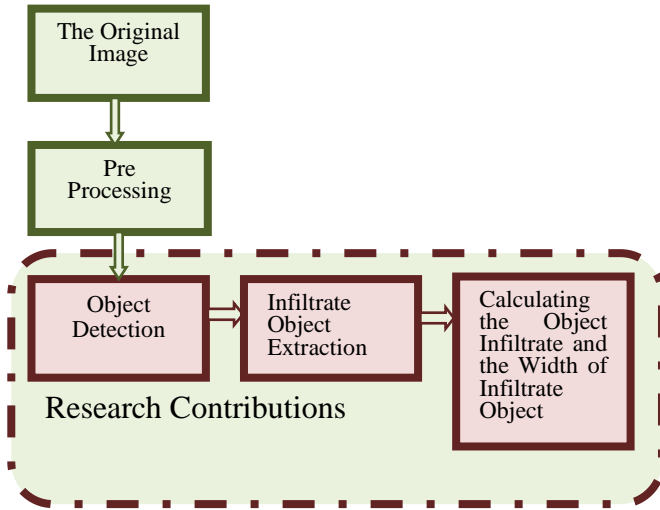 The Original
Image
Pre
Processing
Object
Detection
Infiltrate
Object
Extraction
Calculating
the Object
Infiltrate and
the Width of
Infiltrate
Object
Research Contributions